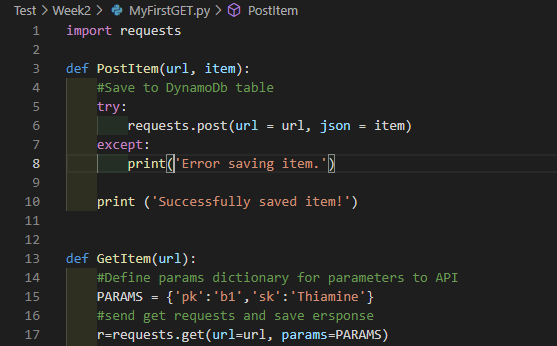 Test > Week2 > MyFirstGET.py > PostItem
1 import requests
2
3 def PostItem(url, item):
4 #Save to DynamoDb table
5 try:
6 requests.post(url = url, json = item)
7 except:
8 print('Error saving item.')
9
10 print ('Successfully saved item!')
11
12
13 def GetItem(url):
14 #Define params dictionary for parameters to API
15 PARAMS = {'pk':'b1','sk':'Thiamine'}
16 #send get requests and save ersponse
17 r=requests.get(url=url, params=PARAMS)